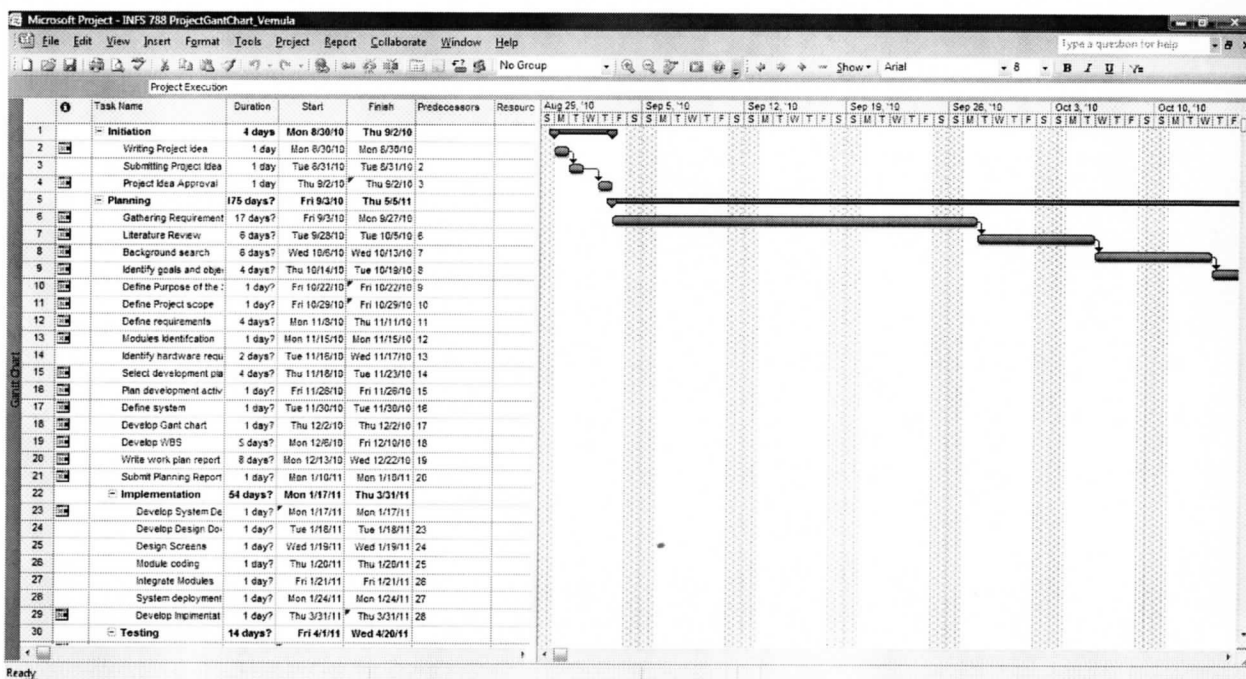 Microsoft Project - INFS 788 ProjectGantChart_Vemula
File Edit View Insert Format Tools Project Report Collaborate Window Help Type a question for help
No Group Show Arial 8 B I U
Project Execution
Task Name Duration Start Finish Predecessors Resourc Aug 29, '10 Sep 5, '10 Sep 12, '10 Sep 19, '10 Sep 26, '10 Oct 3, '10 Oct 10, '10
S M T W T F S S M T W T F S S M T W T F S S M T W T F S S M T W T F S S M T W T F S S M T W T F
1 Initiation 4 days Mon 8/30/10 Thu 9/2/10
2 Writing Project Idea 1 day Mon 8/30/10 Mon 8/30/10
3 Submitting Project Idea 1 day Tue 8/31/10 Tue 8/31/10 2
4 Project Idea Approval 1 day Thu 9/2/10 Thu 9/2/10 3
5 Planning 175 days? Fri 9/3/10 Thu 5/5/11
6 Gathering Requirement 17 days? Fri 9/3/10 Mon 9/27/10
7 Literature Review 6 days? Tue 9/28/10 Tue 10/5/10 6
8 Background search 6 days? Wed 10/6/10 Wed 10/13/10 7
9 Identify goals and obje 4 days? Thu 10/14/10 Tue 10/19/10 8
10 Define Purpose of the 1 day? Fri 10/22/10 Fri 10/22/10 9
11 Define Project scope 1 day? Fri 10/29/10 Fri 10/29/10 10
12 Define requirements 4 days? Mon 11/8/10 Thu 11/11/10 11
13 Modules Identifcation 1 day? Mon 11/15/10 Mon 11/15/10 12
14 Identify hardware requ 2 days? Tue 11/16/10 Wed 11/17/10 13
15 Select development pla 4 days? Thu 11/18/10 Tue 11/23/10 14
16 Plan development activ 1 day? Fri 11/26/10 Fri 11/26/10 15
17 Define system 1 day? Tue 11/30/10 Tue 11/30/10 16
18 Develop Gant chart 1 day? Thu 12/2/10 Thu 12/2/10 17
19 Develop WBS 5 days? Mon 12/6/10 Fri 12/10/10 18
20 Write work plan report 8 days? Mon 12/13/10 Wed 12/22/10 19
21 Submit Planning Report 1 day? Mon 1/10/11 Mon 1/10/11 20
22 Implementation 54 days? Mon 1/17/11 Thu 3/31/11
23 Develop System De 1 day? Mon 1/17/11 Mon 1/17/11
24 Develop Design Do 1 day? Tue 1/18/11 Tue 1/18/11 23
25 Design Screens 1 day? Wed 1/19/11 Wed 1/19/11 24
26 Module coding 1 day? Thu 1/20/11 Thu 1/20/11 25
27 Integrate Modules 1 day? Fri 1/21/11 Fri 1/21/11 26
28 System deployment 1 day? Mon 1/24/11 Mon 1/24/11 27
29 Develop Impimentat 1 day? Thu 3/31/11 Thu 3/31/11 28
30 Testing 14 days? Fri 4/1/11 Wed 4/20/11
Gantt Chart
Ready